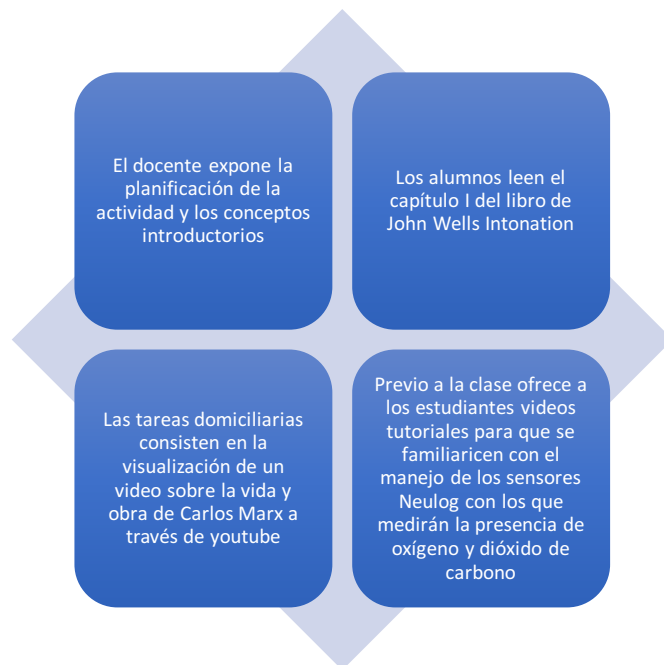 El docente expone la
planificación de la
actividad y los conceptos
introductorios
Los alumnos leen el
capítulo I del libro de
John Wells Intonation
Las tareas domiciliarias
consisten en la
visualización de un
video sobre la vida y
obra de Carlos Marx a
través de youtube
Previo a la clase ofrece a
los estudiantes videos
tutoriales para que se
familiaricen con el
manejo de los sensores
Neulog con los que
medirán la presencia de
oxígeno y dióxido de
carbono